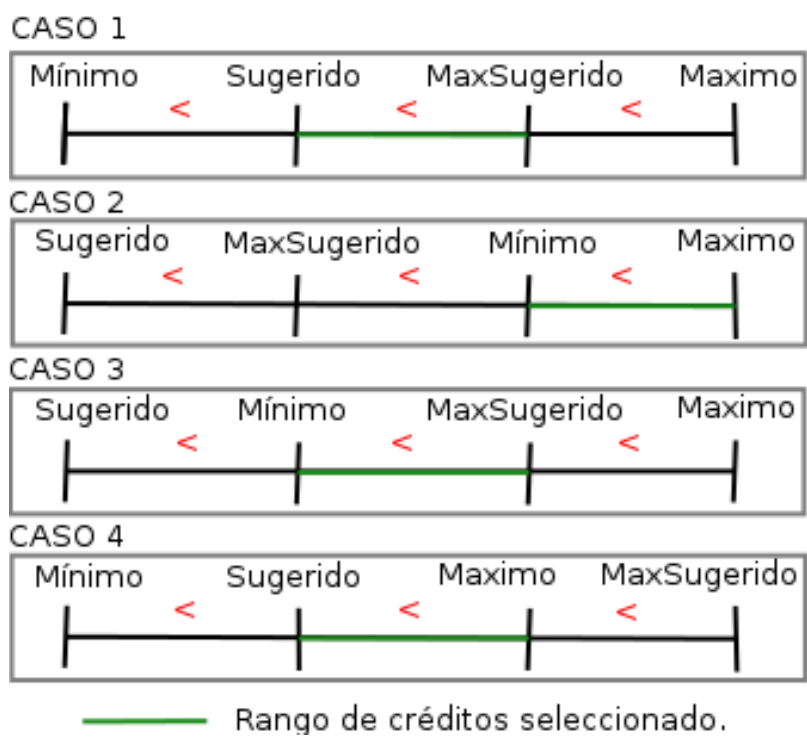 CASO 1
Mínimo Sugerido MaxSugerido Maximo
< < <
CASO 2
Sugerido MaxSugerido Mínimo Maximo
< < <
CASO 3
Sugerido Mínimo MaxSugerido Maximo
< < <
CASO 4
Mínimo Sugerido Maximo MaxSugerido
< < <
Rango de créditos seleccionado.